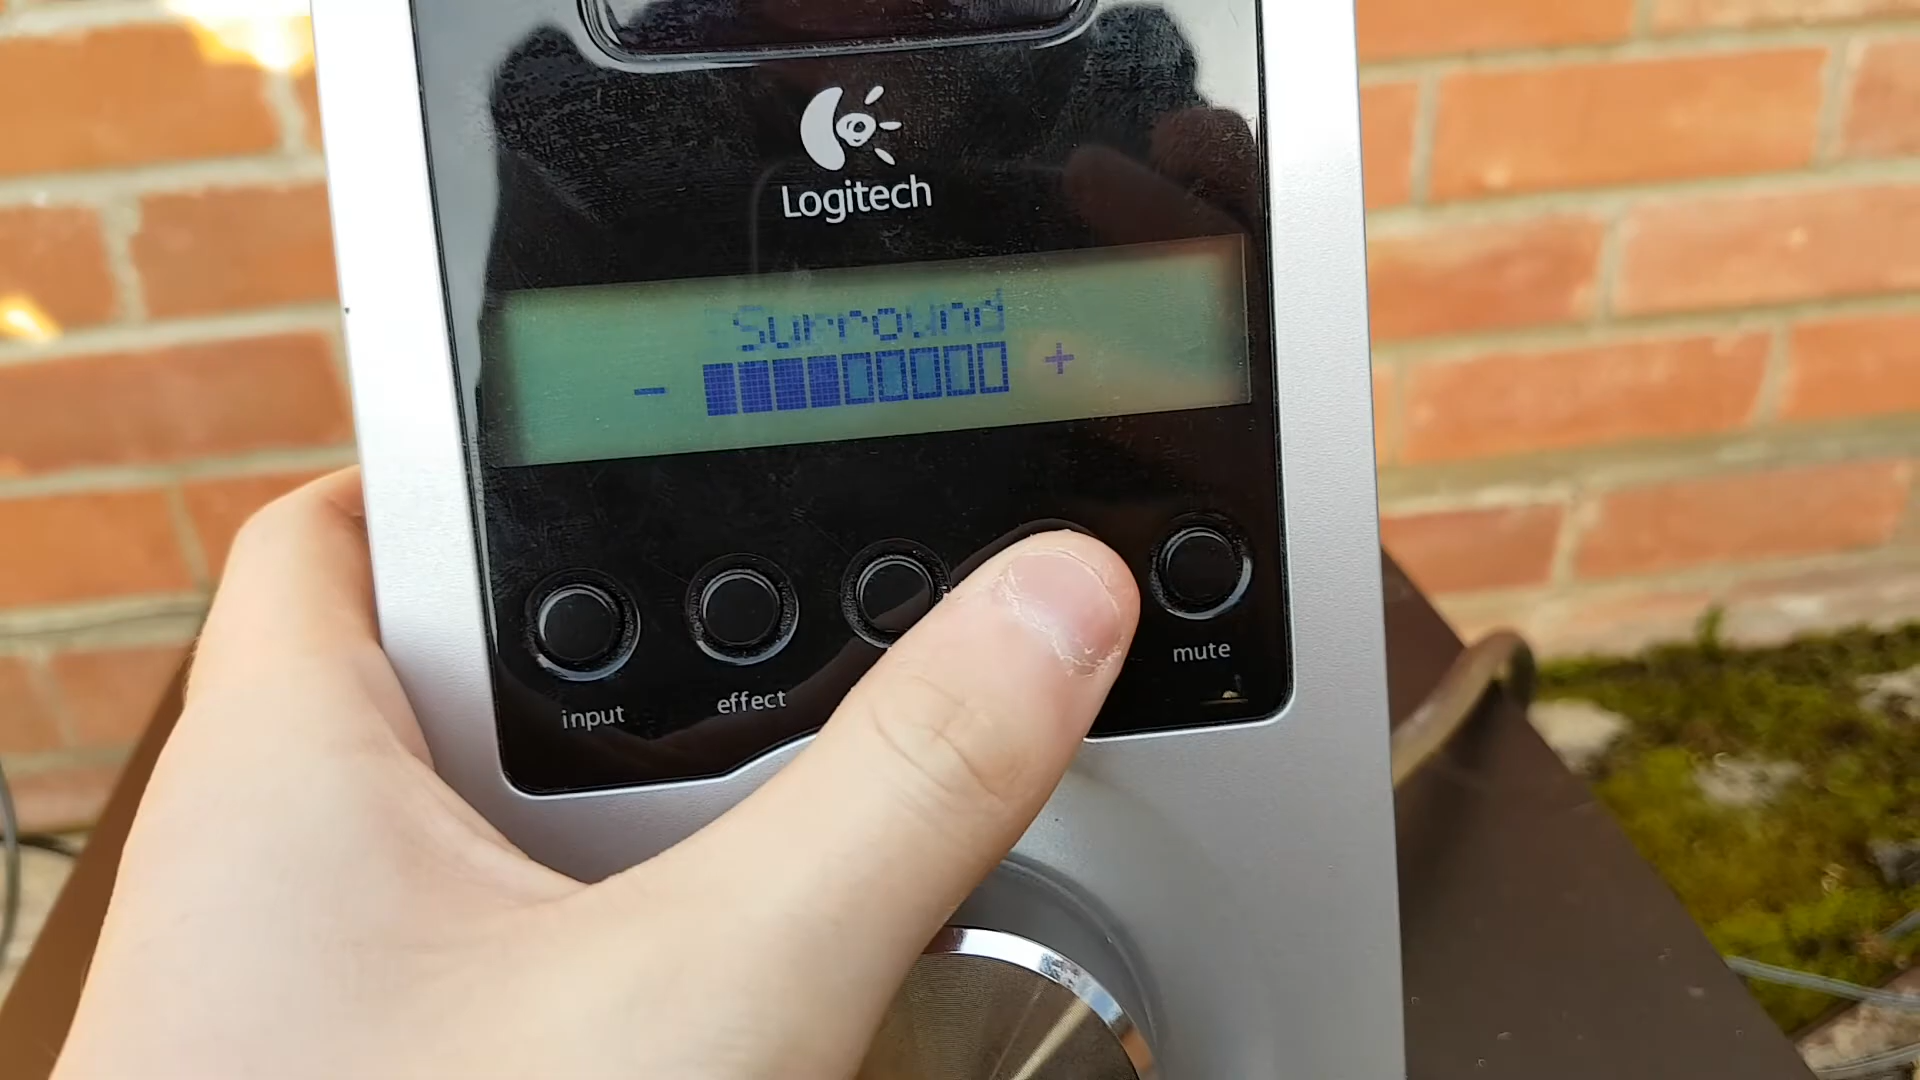 Logitech
Surround
- +
input
effect
mute